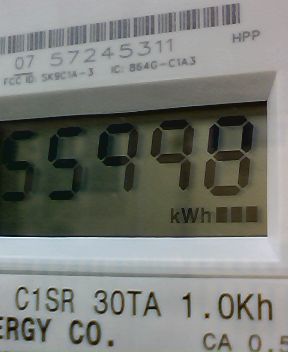 HPP
07 57245311
FCC ID: SK9C1A-3 IC: 864G-C1A3
55998
kWh
C1SR 30TA 1.0Kh
ERGY CO.
CA 0.5